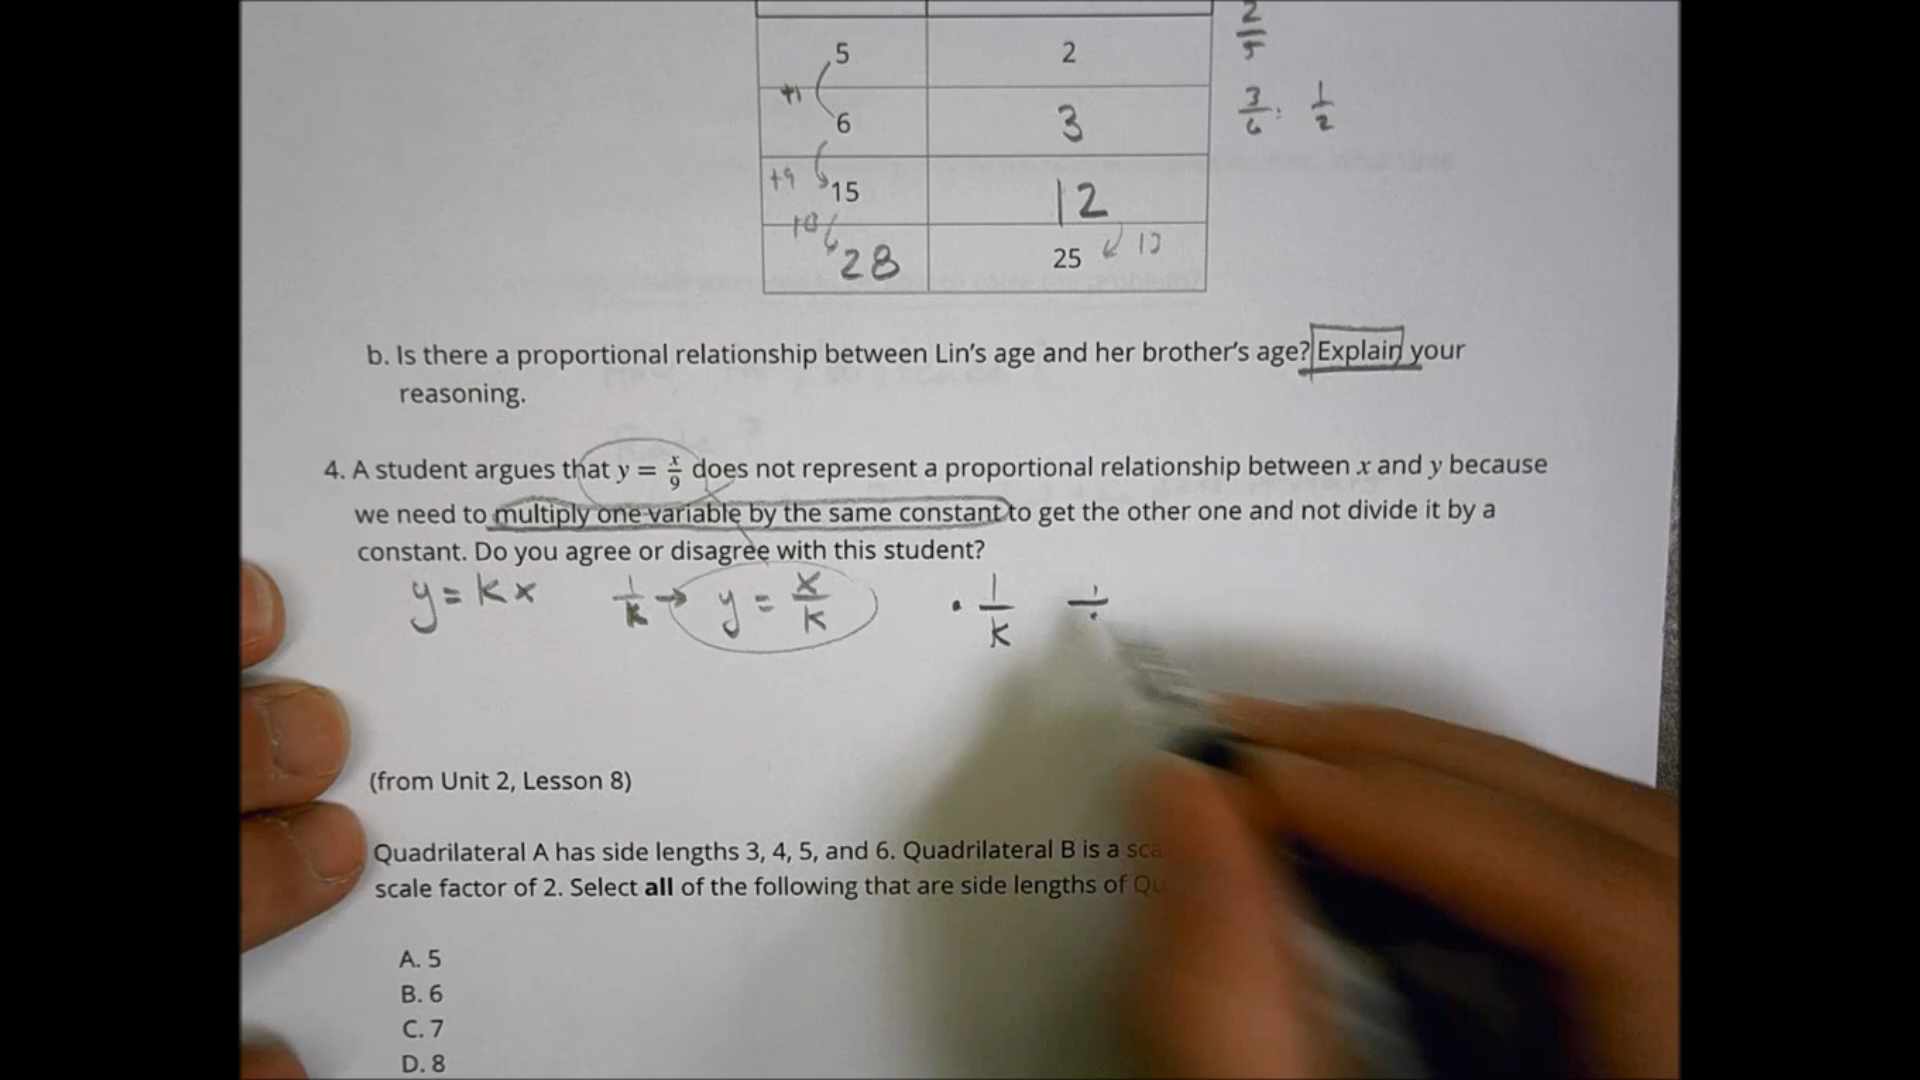 2/5
5 2
+1
6 3 3/6 : 1/2
+9
15 12
28 25
b. Is there a proportional relationship between Lin's age and her brother's age? Explain your
reasoning.
4. A student argues that y = x/9 does not represent a proportional relationship between x and y because
we need to multiply one variable by the same constant to get the other one and not divide it by a
constant. Do you agree or disagree with this student?
y = kx 1/k → y = x/k · 1/k ÷
(from Unit 2, Lesson 8)
Quadrilateral A has side lengths 3, 4, 5, and 6. Quadrilateral B is a
scale factor of 2. Select all of the following that are side lengths of
A. 5
B. 6
C. 7
D. 8